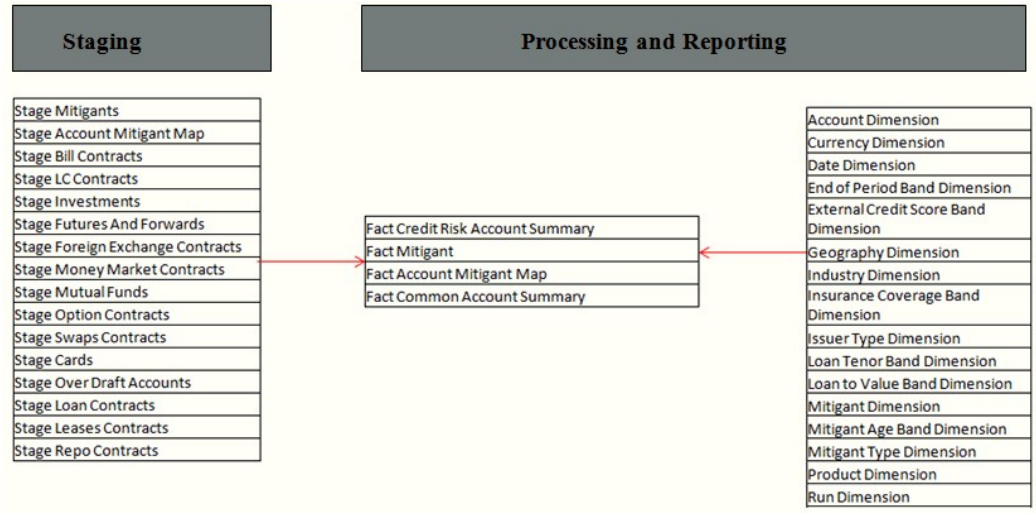 Staging
Processing and Reporting
Stage Mitigants
Stage Account Mitigant Map
Stage Bill Contracts
Stage LC Contracts
Stage Investments
Stage Futures And Forwards
Stage Foreign Exchange Contracts
Stage Money Market Contracts
Stage Mutual Funds
Stage Option Contracts
Stage Swaps Contracts
Stage Cards
Stage Over Draft Accounts
Stage Loan Contracts
Stage Leases Contracts
Stage Repo Contracts
Fact Credit Risk Account Summary
Fact Mitigant
Fact Account Mitigant Map
Fact Common Account Summary
Account Dimension
Currency Dimension
Date Dimension
End of Period Band Dimension
External Credit Score Band
Dimension
Geography Dimension
Industry Dimension
Insurance Coverage Band
Dimension
Issuer Type Dimension
Loan Tenor Band Dimension
Loan to Value Band Dimension
Mitigant Dimension
Mitigant Age Band Dimension
Mitigant Type Dimension
Product Dimension
Run Dimension